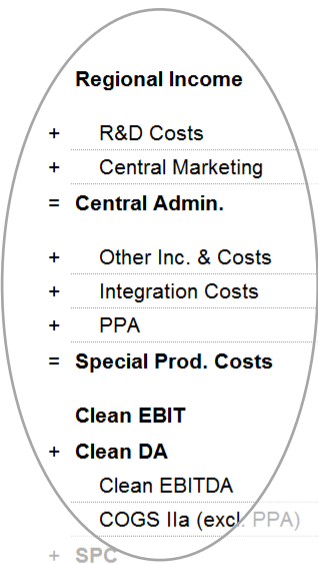 Regional Income
+ R&D Costs
+ Central Marketing
= Central Admin.
+ Other Inc. & Costs
+ Integration Costs
+ PPA
= Special Prod. Costs
Clean EBIT
+ Clean DA
Clean EBITDA
COGS IIa (excl. PPA)
+ SPC